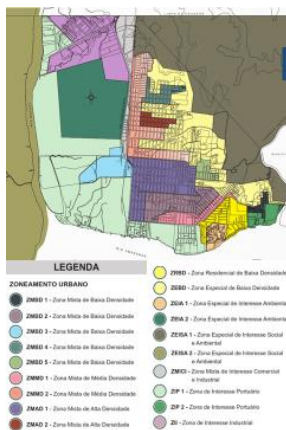 LEGENDA
ZONEAMENTO URBANO
ZMBD 1 - Zona Mista de Baixa Densidade
ZMBD 2 - Zona Mista de Baixa Densidade
ZMBD 3 - Zona Mista de Baixa Densidade
ZMBD 4 - Zona Mista de Baixa Densidade
ZMBD 5 - Zona Mista de Baixa Densidade
ZMMD 1 - Zona Mista de Média Densidade
ZMMD 2 - Zona Mista de Média Densidade
ZMAD 1 - Zona Mista de Alta Densidade
ZMAD 2 - Zona Mista de Alta Densidade
ZRBD - Zona Residencial de Baixa Densidade
ZEBD - Zona Especial de Baixa Densidade
ZEIA 1 - Zona Especial de Interesse Ambiental
ZEIA 2 - Zona Especial de Interesse Ambiental
ZEISA 1 - Zona Especial de Interesse Social
e Ambiental
ZEISA 2 - Zona Especial de Interesse Social
e Ambiental
ZMICI - Zona Mista de Interesse Comercial
e Industrial
ZIP 1 - Zona de Interesse Portuário
ZIP 2 - Zona de Interesse Portuário
ZII - Zona de Interesse Industrial